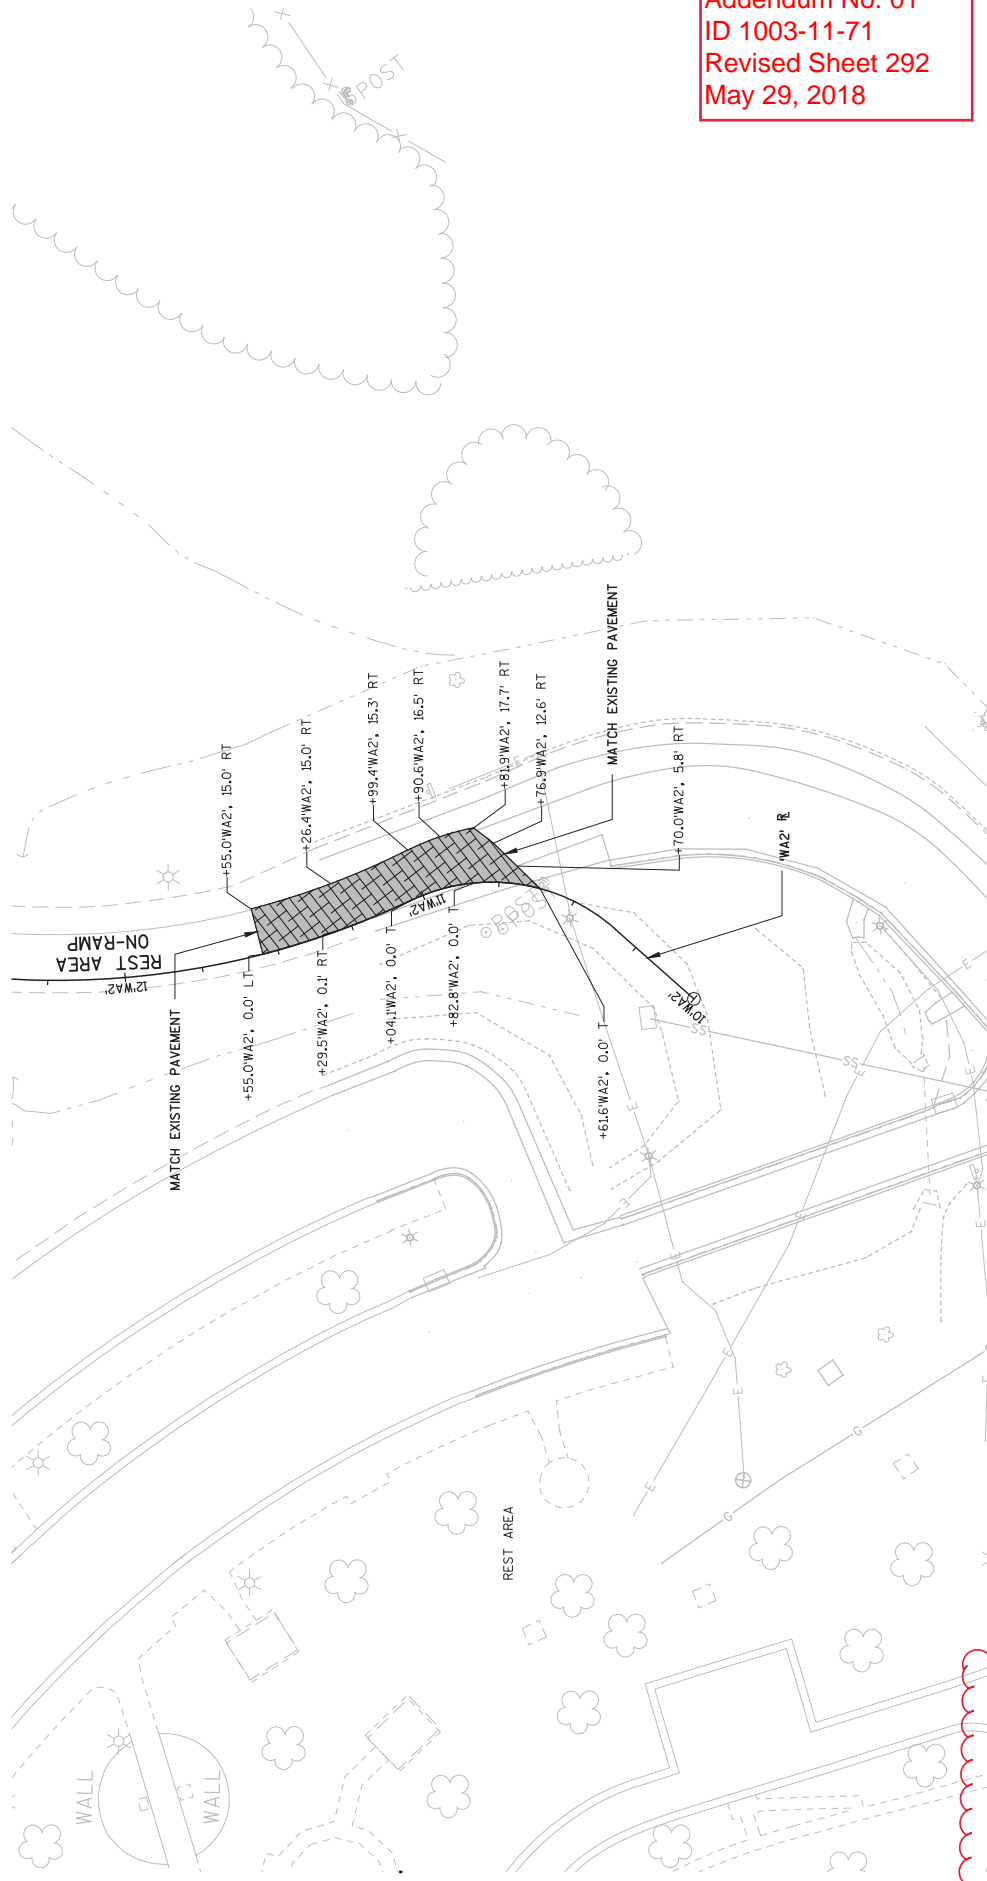 Addendum No. 01
ID 1003-11-71
Revised Sheet 292
May 29, 2018
POST
+55.0'WA2', 15.0' RT
+26.4'WA2', 15.0' RT
+99.4'WA2', 15.3' RT
+90.6'WA2', 16.5' RT
+81.9'WA2', 17.7' RT
+76.9'WA2', 12.6' RT
MATCH EXISTING PAVEMENT
+70.0'WA2', 5.8' RT
'WA2' RL
REST AREA
ON-RAMP
12'WA2'
11'WA2'
10'WA2'
POST
MATCH EXISTING PAVEMENT
+55.0'WA2', 0.0' LT
+29.5'WA2', 0.1' RT
+04.1'WA2', 0.0' T
+82.8'WA2', 0.0' T
+61.6'WA2', 0.0' T
SS
SS
E
E
E
E
E
E
E
E
E
E
E
G
G
REST AREA
WALL
WALL